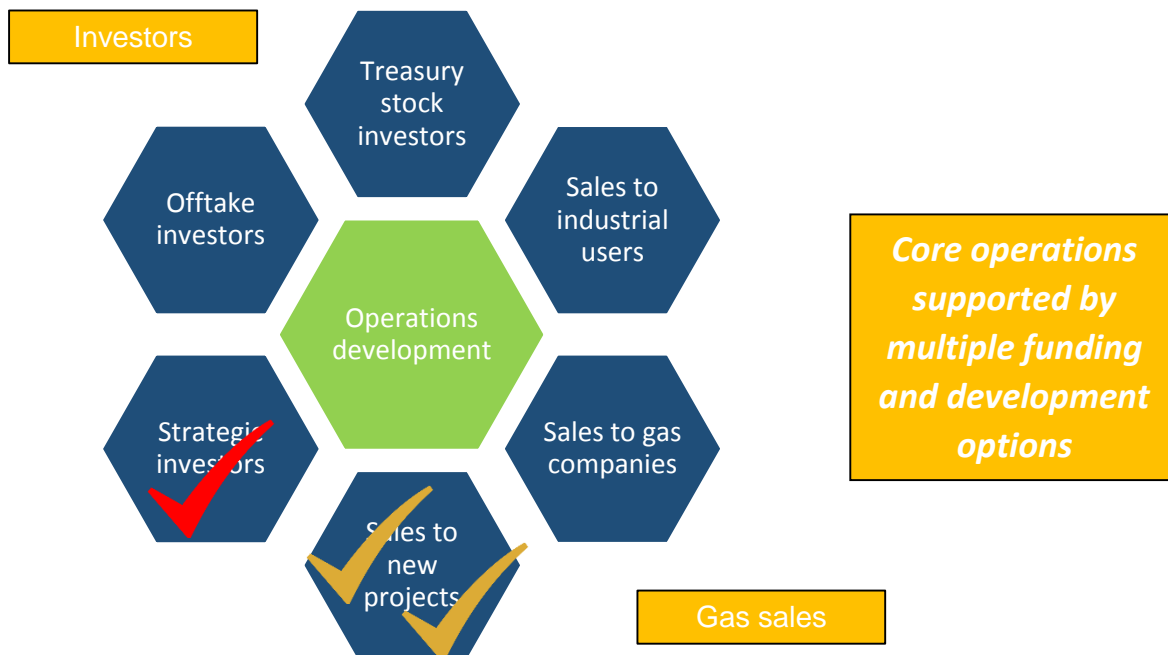 Investors
Treasury
stock
investors
Offtake
investors
Sales to
industrial
users
Operations
development
Core operations
supported by
multiple funding
and development
options
Strategic
investors
Sales to gas
companies
Sales to
new
projects
Gas sales